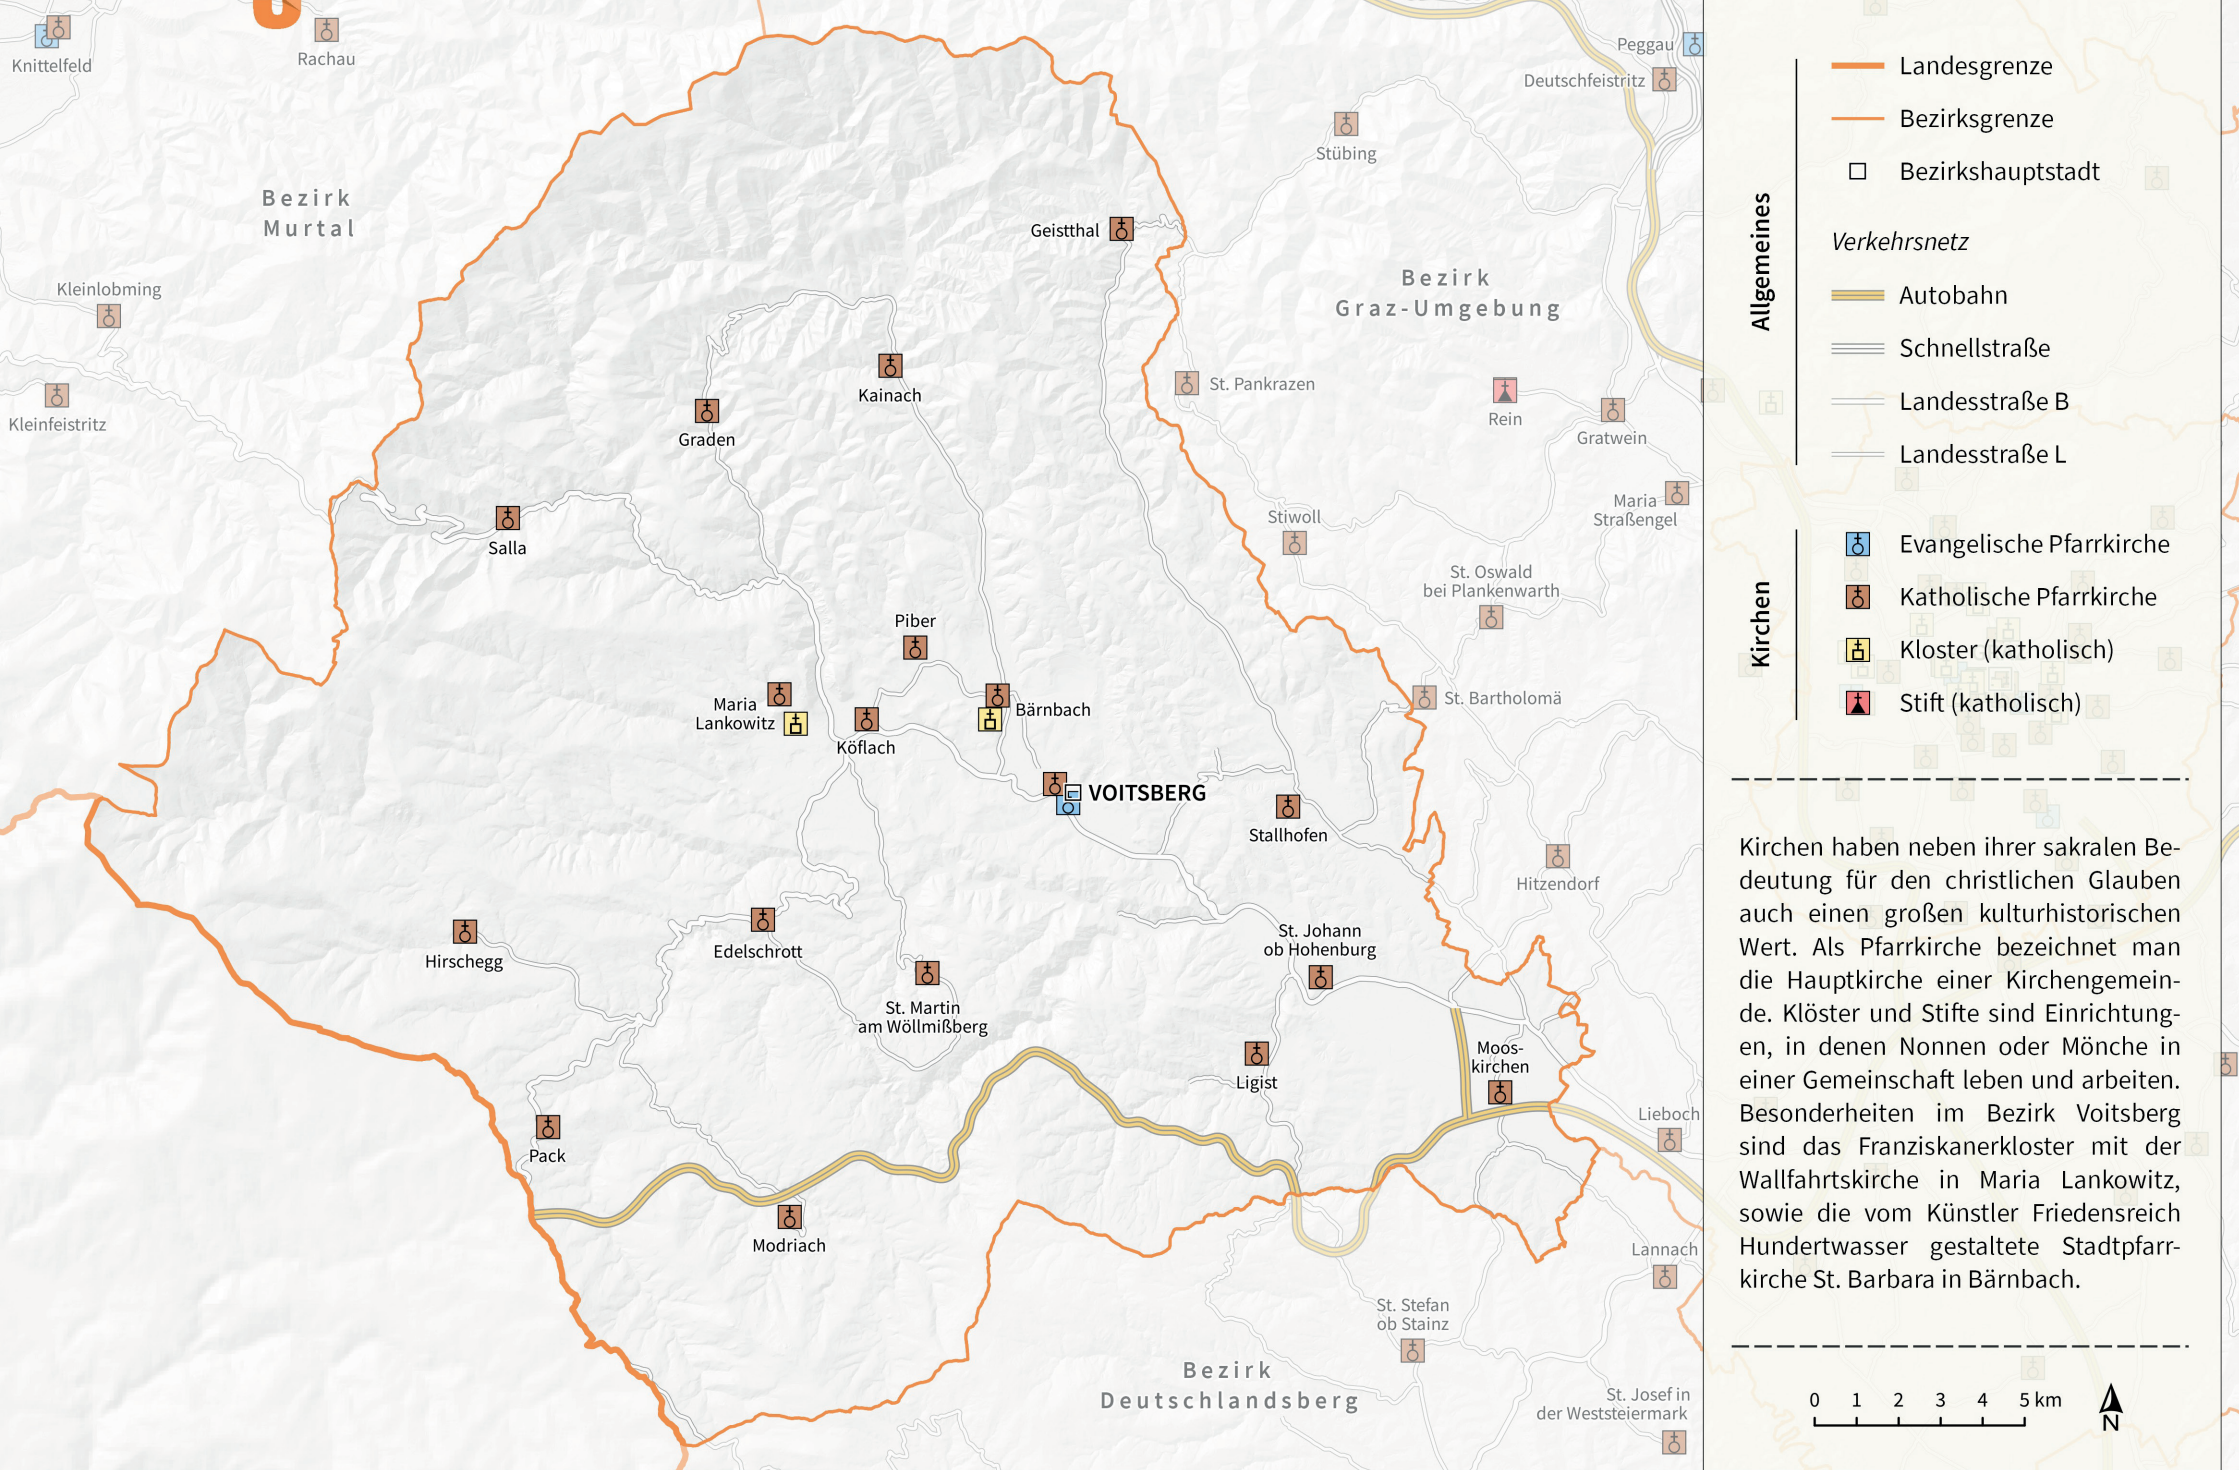 Knittelfeld
Rachau
Peggau
Deutschfeistritz
Stübing
Bezirk
Murtal
Geistthal
Bezirk
Graz-Umgebung
Kleinlobming
Kleinfeistritz
Kainach
Graden
St. Pankrazen
Rein
Gratwein
Maria
Straßengel
Salla
Stiwoll
St. Oswald
bei Plankenwarth
Piber
Maria
Lankowitz
Köflach
Bärnbach
St. Bartholomä
VOITSBERG
Stallhofen
Hitzendorf
Hirschegg
Edelschrott
St. Martin
am Wöllmißberg
St. Johann
ob Hohenburg
Ligist
Moos-
kirchen
Lieboch
Pack
Modriach
Lannach
St. Stefan
ob Stainz
Bezirk
Deutschlandsberg
St. Josef in
der Weststeiermark
Allgemeines
Landesgrenze
Bezirksgrenze
Bezirkshauptstadt
Verkehrsnetz
Autobahn
Schnellstraße
Landesstraße B
Landesstraße L
Kirchen
Evangelische Pfarrkirche
Katholische Pfarrkirche
Kloster (katholisch)
Stift (katholisch)
Kirchen haben neben ihrer sakralen Be-
deutung für den christlichen Glauben
auch einen großen kulturhistorischen
Wert. Als Pfarrkirche bezeichnet man
die Hauptkirche einer Kirchengemein-
de. Klöster und Stifte sind Einrichtung-
en, in denen Nonnen oder Mönche in
einer Gemeinschaft leben und arbeiten.
Besonderheiten im Bezirk Voitsberg
sind das Franziskanerkloster mit der
Wallfahrtskirche in Maria Lankowitz,
sowie die vom Künstler Friedensreich
Hundertwasser gestaltete Stadtpfarr-
kirche St. Barbara in Bärnbach.
0 1 2 3 4 5 km
N